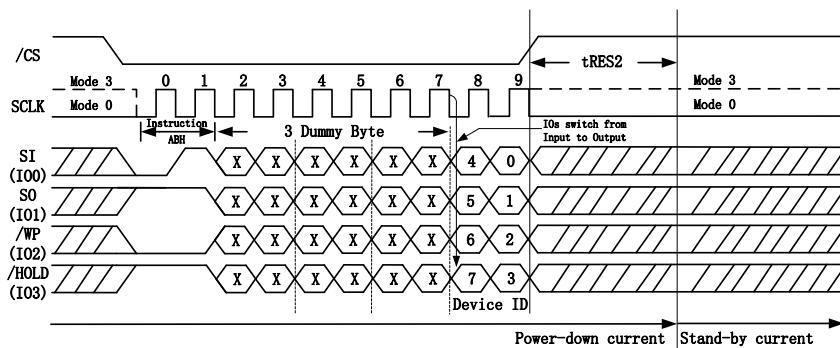 /CS
tRES2
Mode 3 0 1 2 3 4 5 6 7 8 9 Mode 3
SCLK Mode 0 Mode 0
Instruction
ABH
3 Dummy Byte
IOs switch from
Input to Output
SI
(IO0)
X X X X X X 4 0
SO
(IO1)
X X X X X X 5 1
/WP
(IO2)
X X X X X X 6 2
/HOLD
(IO3)
X X X X X X 7 3
Device ID
Power-down current Stand-by current